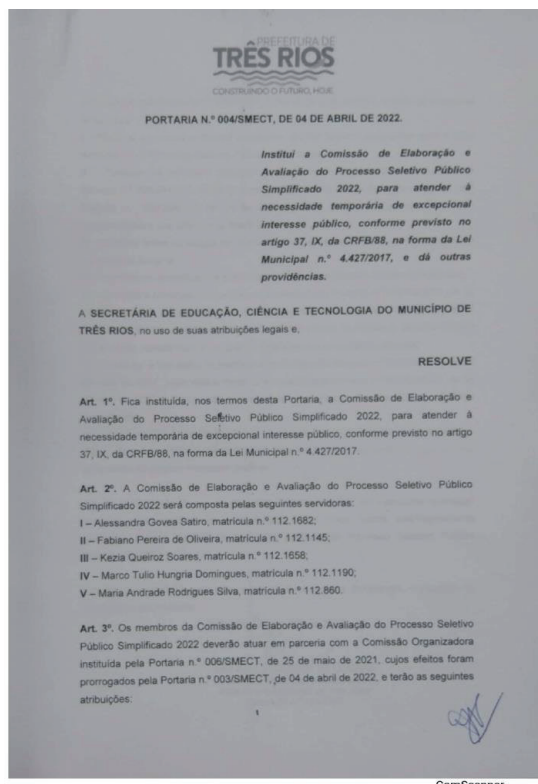 PREFEITURA DE
TRÊS RIOS
CONSTRUINDO O FUTURO, HOJE
PORTARIA N.º 004/SMECT, DE 04 DE ABRIL DE 2022.
Institui a Comissão de Elaboração e
Avaliação do Processo Seletivo Público
Simplificado 2022, para atender à
necessidade temporária de excepcional
interesse público, conforme previsto no
artigo 37, IX, da CRFB/88, na forma da Lei
Municipal n.º 4.427/2017, e dá outras
providências.
A SECRETÁRIA DE EDUCAÇÃO, CIÊNCIA E TECNOLOGIA DO MUNICÍPIO DE
TRÊS RIOS, no uso de suas atribuições legais e,
RESOLVE
Art. 1º. Fica instituída, nos termos desta Portaria, a Comissão de Elaboração e
Avaliação do Processo Seletivo Público Simplificado 2022, para atender à
necessidade temporária de excepcional interesse público, conforme previsto no artigo
37, IX, da CRFB/88, na forma da Lei Municipal n.º 4.427/2017.
Art. 2º. A Comissão de Elaboração e Avaliação do Processo Seletivo Público
Simplificado 2022 será composta pelas seguintes servidoras:
I – Alessandra Govea Satiro, matrícula n.º 112.1682;
II – Fabiano Pereira de Oliveira, matrícula n.º 112.1145;
III – Kezia Queiroz Soares, matrícula n.º 112.1658;
IV – Marco Tulio Hungria Domingues, matrícula n.º 112.1190;
V – Maria Andrade Rodrigues Silva, matrícula n.º 112.860.
Art. 3º. Os membros da Comissão de Elaboração e Avaliação do Processo Seletivo
Público Simplificado 2022 deverão atuar em parceria com a Comissão Organizadora
instituída pela Portaria n.º 006/SMECT, de 25 de maio de 2021, cujos efeitos foram
prorrogados pela Portaria n.º 003/SMECT, de 04 de abril de 2022, e terão as seguintes
atribuições:
1